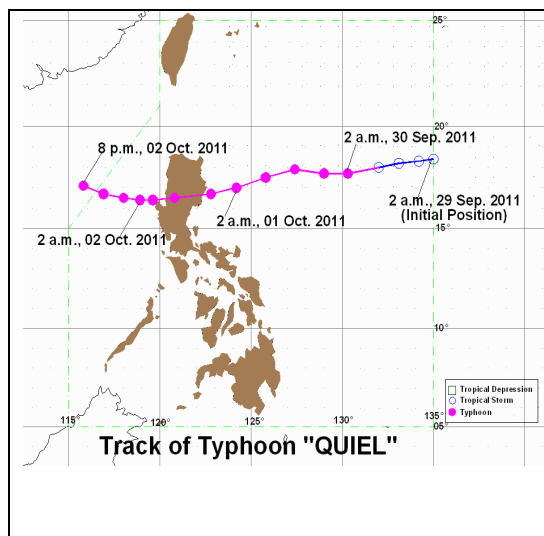 25°
20°
8 p.m., 02 Oct. 2011
2 a.m., 30 Sep. 2011
2 a.m., 29 Sep. 2011
(Initial Position)
2 a.m., 01 Oct. 2011
2 a.m., 02 Oct. 2011
15°
10°
Tropical Depression
Tropical Storm
Typhoon
115° 120° 125° 130° 135°
05°
Track of Typhoon "QUIEL"